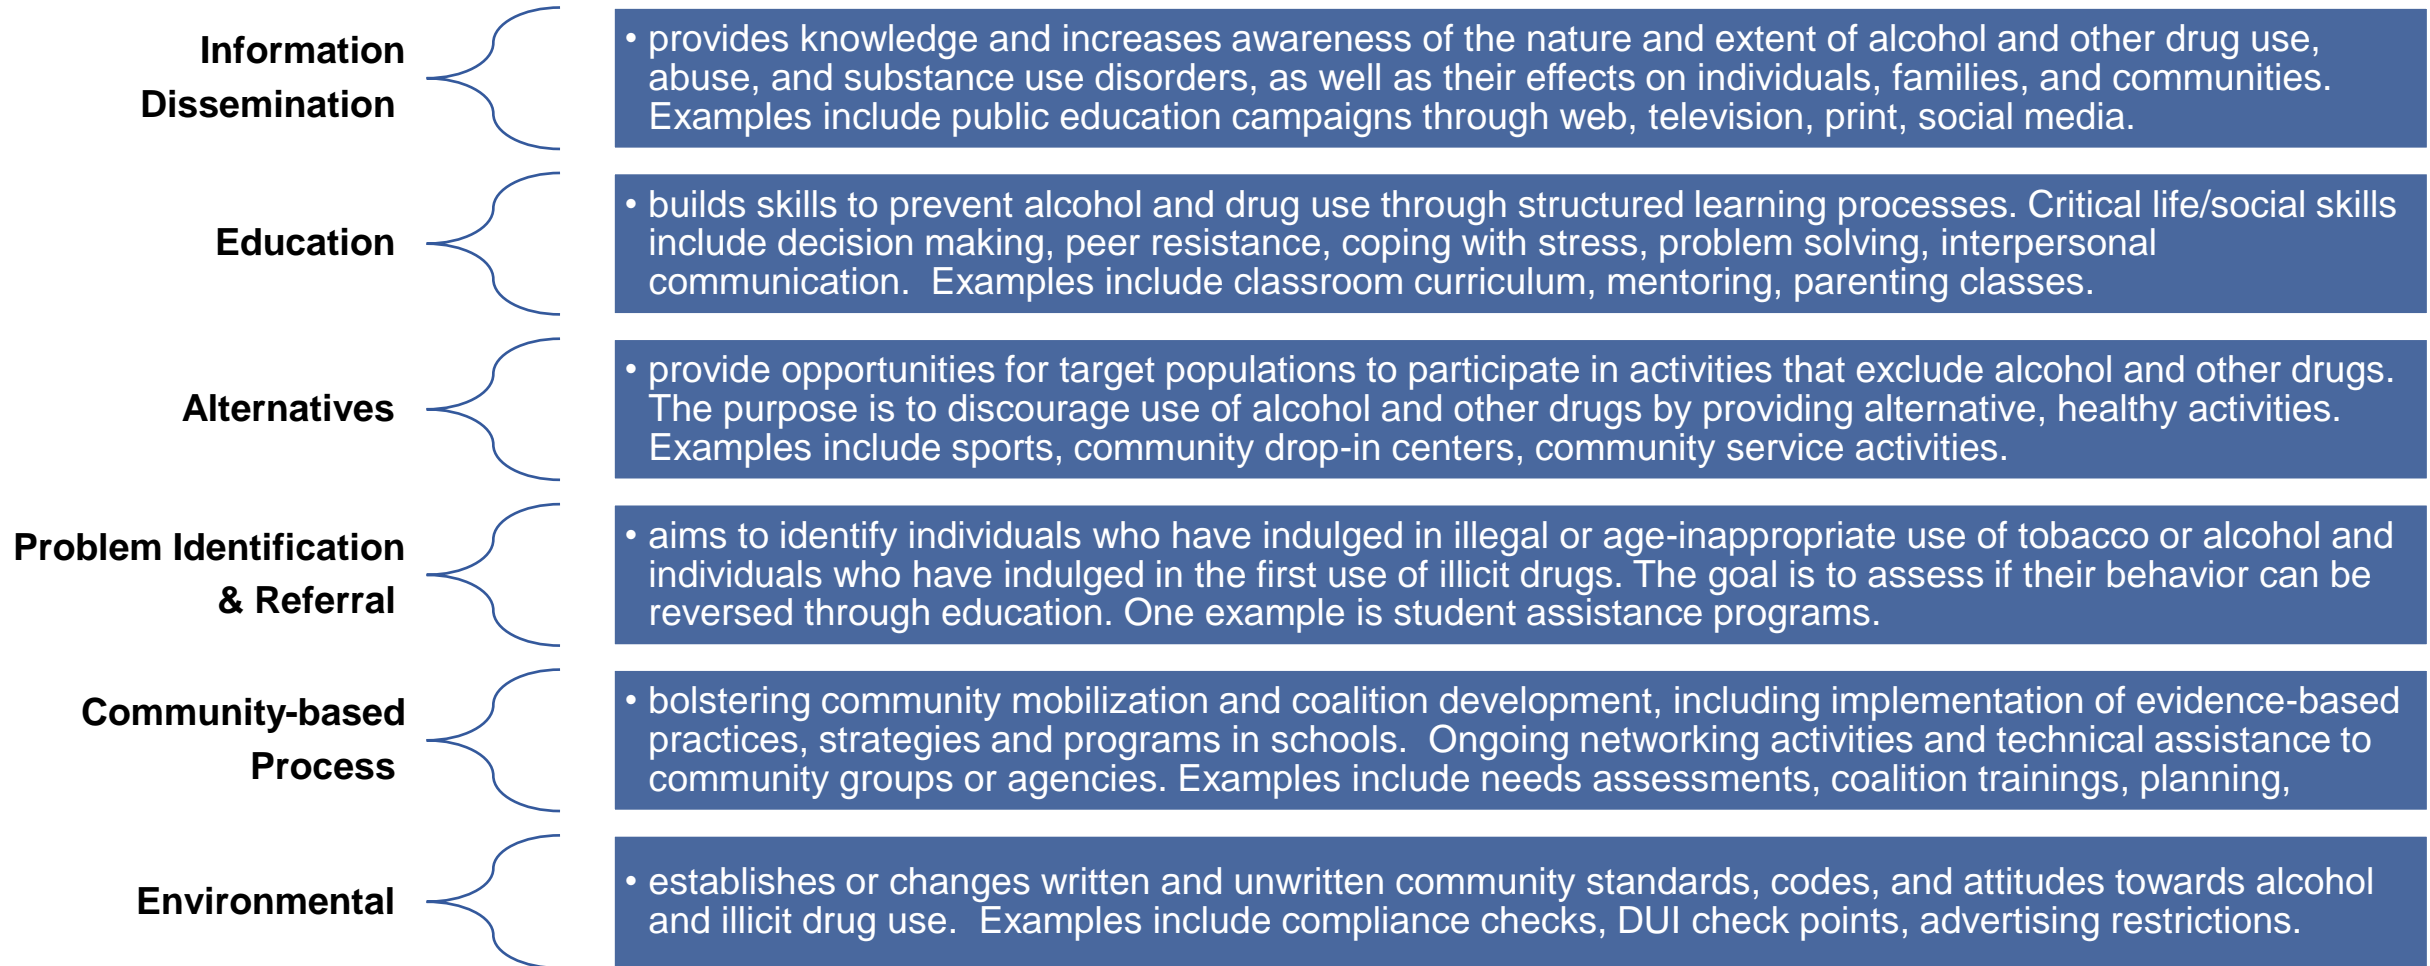 Information
Dissemination
• provides knowledge and increases awareness of the nature and extent of alcohol and other drug use,
abuse, and substance use disorders, as well as their effects on individuals, families, and communities.
Examples include public education campaigns through web, television, print, social media.
Education
• builds skills to prevent alcohol and drug use through structured learning processes. Critical life/social skills
include decision making, peer resistance, coping with stress, problem solving, interpersonal
communication.  Examples include classroom curriculum, mentoring, parenting classes.
Alternatives
• provide opportunities for target populations to participate in activities that exclude alcohol and other drugs.
The purpose is to discourage use of alcohol and other drugs by providing alternative, healthy activities.
Examples include sports, community drop-in centers, community service activities.
Problem Identification
& Referral
• aims to identify individuals who have indulged in illegal or age-inappropriate use of tobacco or alcohol and
individuals who have indulged in the first use of illicit drugs. The goal is to assess if their behavior can be
reversed through education. One example is student assistance programs.
Community-based
Process
• bolstering community mobilization and coalition development, including implementation of evidence-based
practices, strategies and programs in schools.  Ongoing networking activities and technical assistance to
community groups or agencies. Examples include needs assessments, coalition trainings, planning,
Environmental
• establishes or changes written and unwritten community standards, codes, and attitudes towards alcohol
and illicit drug use.  Examples include compliance checks, DUI check points, advertising restrictions.